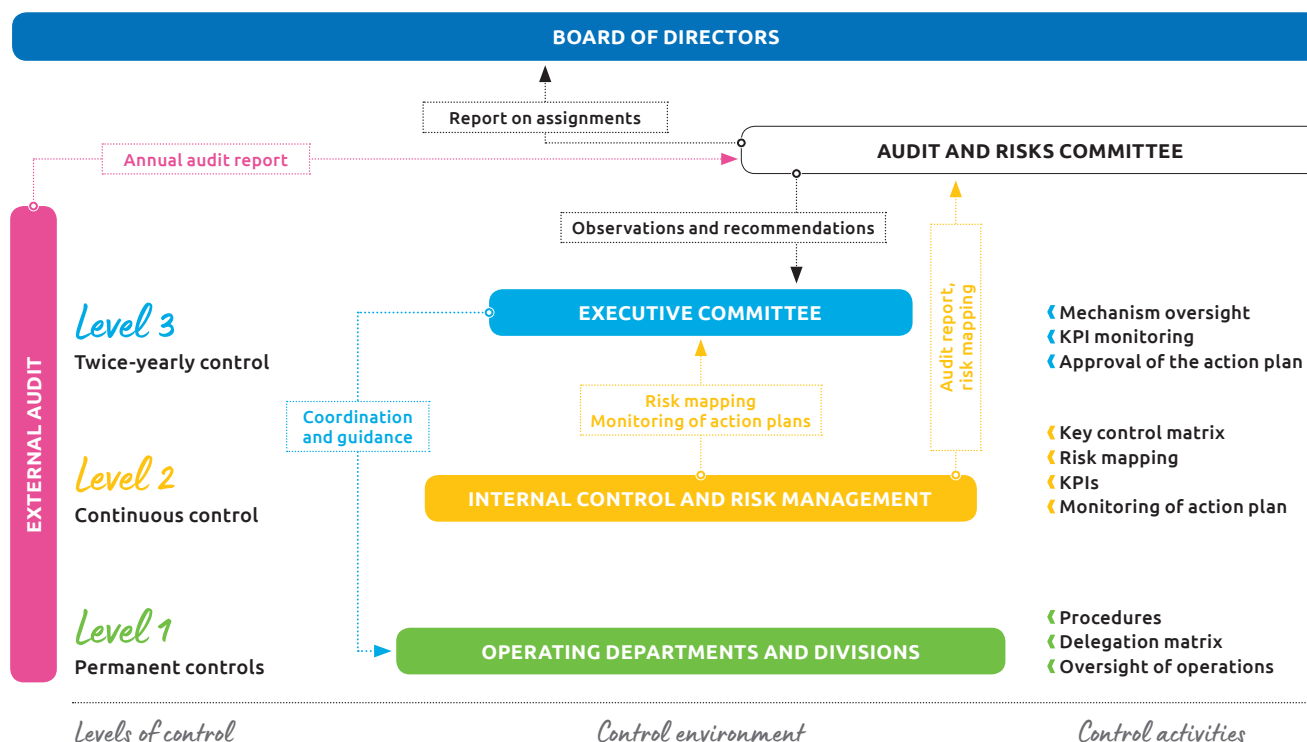 BOARD OF DIRECTORS
Report on assignments
Annual audit report
AUDIT AND RISKS COMMITTEE
Observations and recommendations
EXTERNAL AUDIT
Level 3
Twice-yearly control
EXECUTIVE COMMITTEE
Audit report,
risk mapping
Mechanism oversight
KPI monitoring
Approval of the action plan
Coordination
and guidance
Risk mapping
Monitoring of action plans
Level 2
Continuous control
INTERNAL CONTROL AND RISK MANAGEMENT
Key control matrix
Risk mapping
KPIs
Monitoring of action plan
Level 1
Permanent controls
OPERATING DEPARTMENTS AND DIVISIONS
Procedures
Delegation matrix
Oversight of operations
Levels of control
Control environment
Control activities